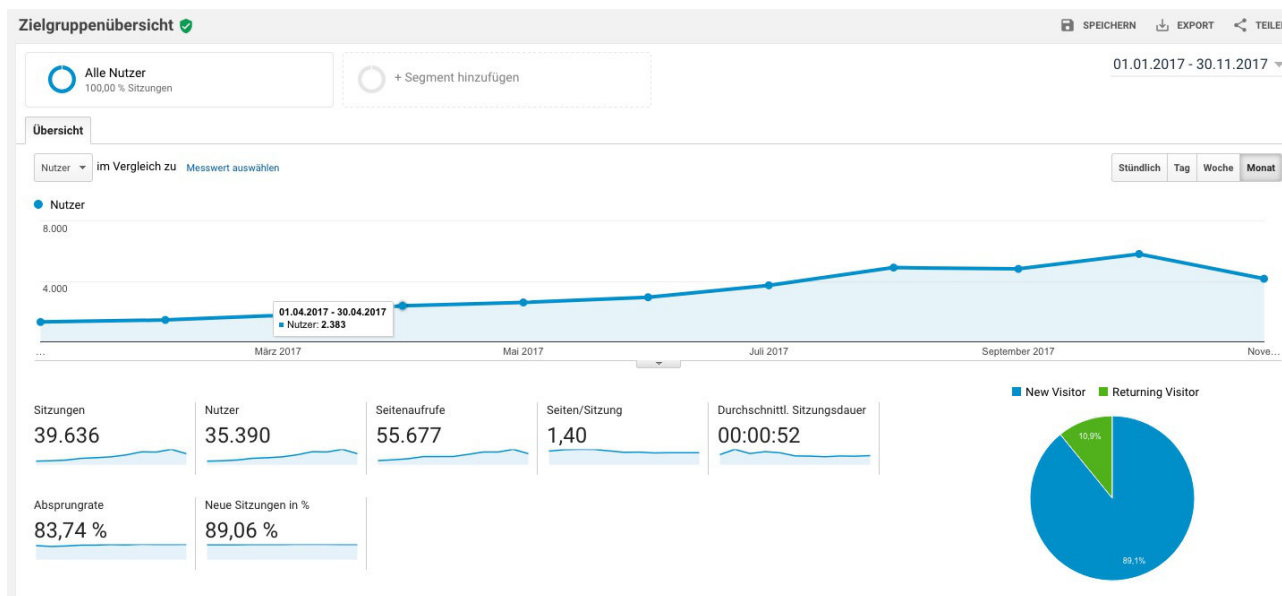 Zielgruppenübersicht
SPEICHERN EXPORT TEILEN
Alle Nutzer
100,00 % Sitzungen
+ Segment hinzufügen
01.01.2017 - 30.11.2017
Übersicht
Nutzer im Vergleich zu Messwert auswählen
Stündlich Tag Woche Monat
Nutzer
8.000
4.000
01.04.2017 - 30.04.2017
Nutzer: 2.383
... März 2017 Mai 2017 Juli 2017 September 2017 Nove...
New Visitor Returning Visitor
Sitzungen
39.636
Nutzer
35.390
Seitenaufrufe
55.677
Seiten/Sitzung
1,40
Durchschnittl. Sitzungsdauer
00:00:52
Absprungrate
83,74 %
Neue Sitzungen in %
89,06 %
10,9%
89,1%